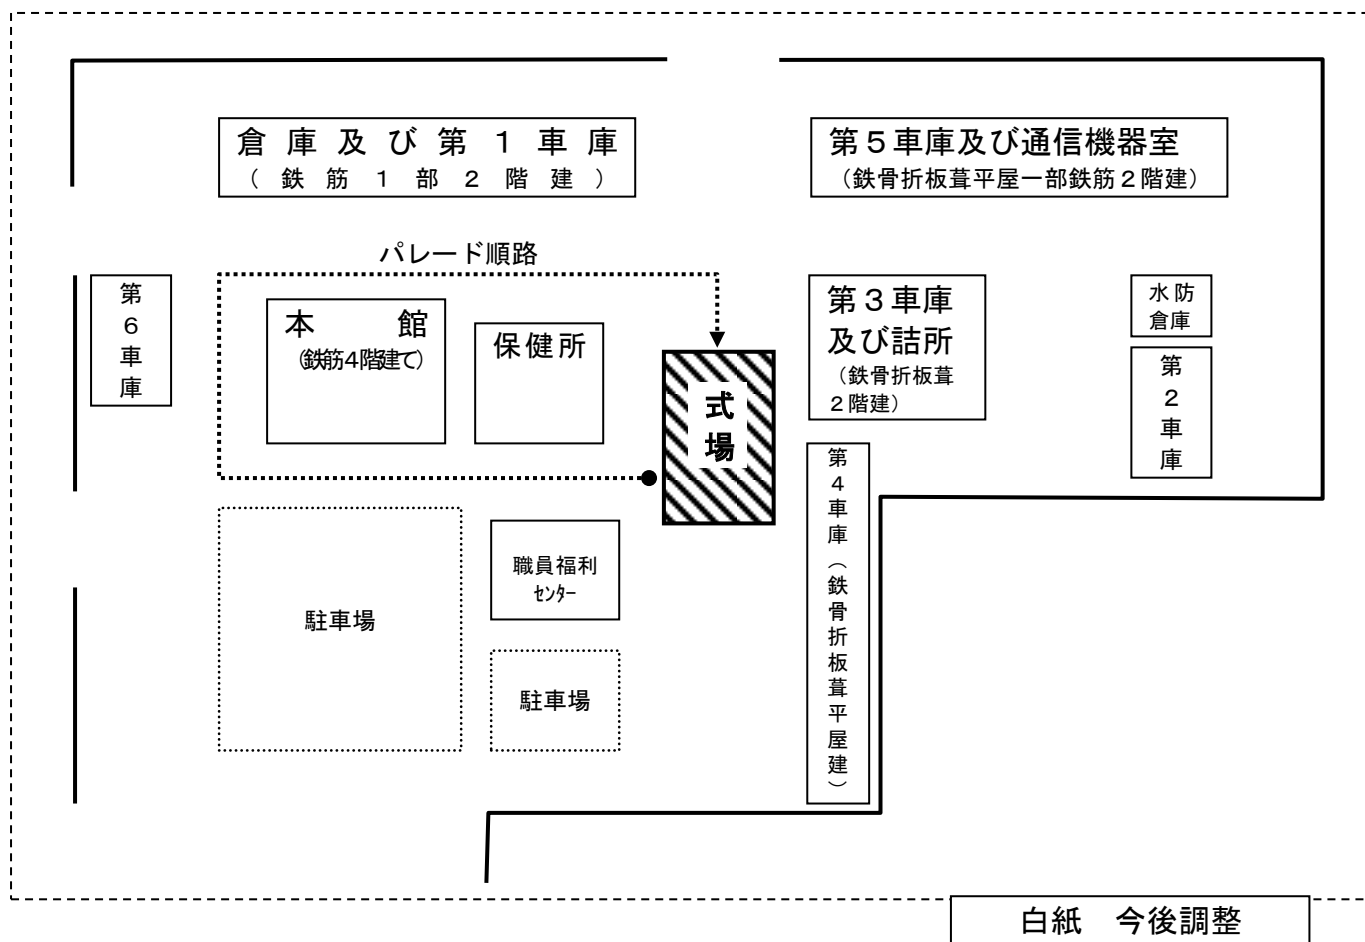 倉庫及び第１車庫
（鉄筋１部２階建）
第５車庫及び通信機器室
（鉄骨折板葺平屋一部鉄筋２階建）
パレード順路
第６車庫
本館
（鉄筋4階建て）
保健所
式場
第３車庫
及び詰所
（鉄骨折板葺
２階建）
水防
倉庫
第２車庫
第４車庫（鉄骨折板葺平屋建）
職員福利
ｾﾝﾀｰ
駐車場
駐車場
白紙　今後調整